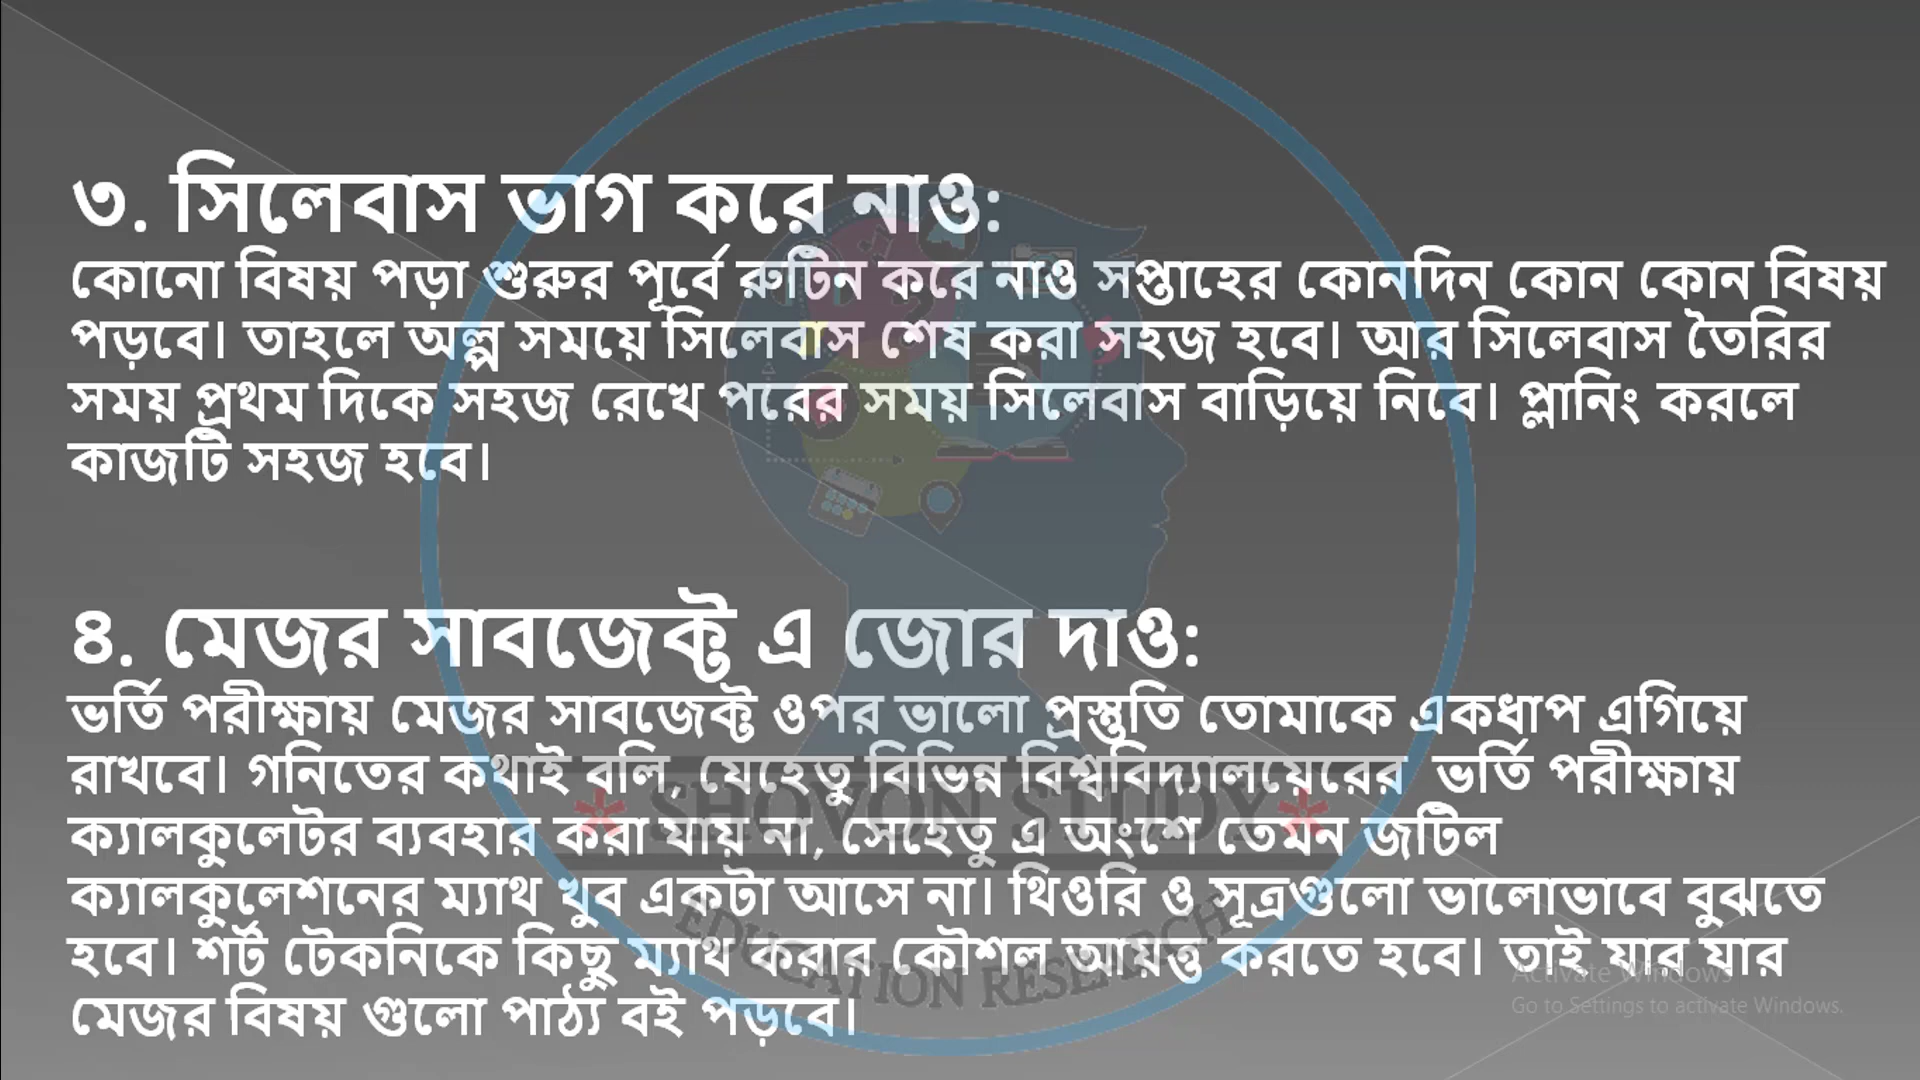 ৩. সিলেবাস ভাগ করে নাও:
কোনো বিষয় পড়া শুরুর পূর্বে রুটিন করে নাও সপ্তাহের কোনদিন কোন কোন বিষয়
পড়বে। তাহলে অল্প সময়ে সিলেবাস শেষ করা সহজ হবে। আর সিলেবাস তৈরির
সময় প্রথম দিকে সহজ রেখে পরের সময় সিলেবাস বাড়িয়ে নিবে। প্লানিং করলে
কাজটি সহজ হবে।
৪. মেজর সাবজেক্ট এ জোর দাও:
ভর্তি পরীক্ষায় মেজর সাবজেক্ট ওপর ভালো প্রস্তুতি তোমাকে একধাপ এগিয়ে
রাখবে। গনিতের কথাই বলি, যেহেতু বিভিন্ন বিশ্ববিদ্যালয়েরের ভর্তি পরীক্ষায়
* SHOVON STUDY *
ক্যালকুলেটর ব্যবহার করা যায় না, সেহেতু এ অংশে তেমন জটিল
ক্যালকুলেশনের ম্যাথ খুব একটা আসে না। থিওরি ও সূত্রগুলো ভালোভাবে বুঝতে
হবে। শর্ট টেকনিকে কিছু ম্যাথ করার কৌশল আয়ত্ত করতে হবে। তাই যার যার
EDUCATION RESEARCH
Activate Windows
Go to Settings to activate Windows.
মেজর বিষয় গুলো পাঠ্য বই পড়বে।